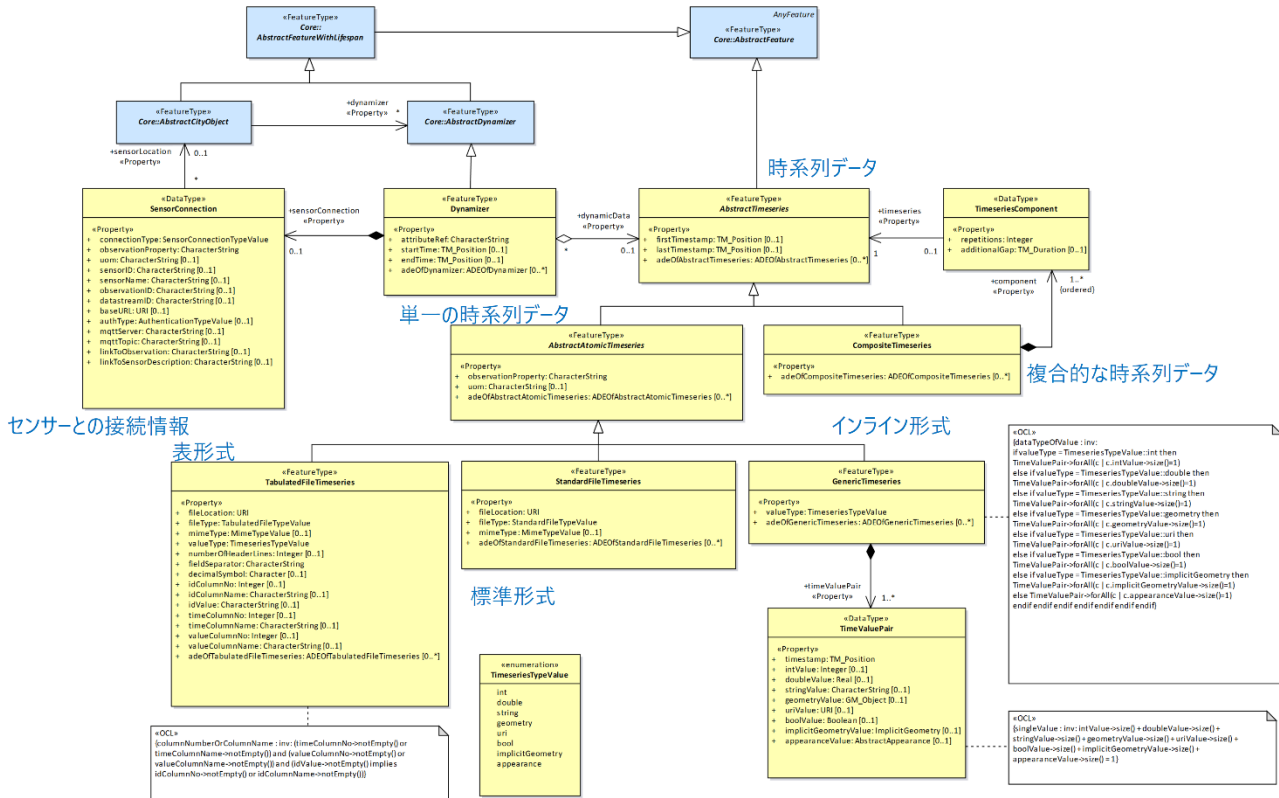 «FeatureType»
Core::
AbstractFeatureWithLifespan
AnyFeature
«FeatureType»
Core::AbstractFeature
«FeatureType»
Core::AbstractCityObject
+dynamizer
«Property» *
«FeatureType»
Core::AbstractDynamizer
+sensorLocation
«Property»
0..1
*
時系列データ
«DataType»
SensorConnection
«Property»
+ connectionType: SensorConnectionTypeValue
+ observationProperty: CharacterString
+ uom: CharacterString [0..1]
+ sensorID: CharacterString [0..1]
+ sensorName: CharacterString [0..1]
+ observationID: CharacterString [0..1]
+ datastreamID: CharacterString [0..1]
+ baseURL: URI [0..1]
+ authType: AuthenticationTypeValue [0..1]
+ mqttServer: CharacterString [0..1]
+ mqttTopic: CharacterString [0..1]
+ linkToObservation: CharacterString [0..1]
+ linkToSensorDescription: CharacterString [0..1]
+sensorConnection
«Property»
0..1
«FeatureType»
Dynamizer
«Property»
+ attributeRef: CharacterString
+ startTime: TM_Position [0..1]
+ endTime: TM_Position [0..1]
+ adeOfDynamizer: ADEOfDynamizer [0..*]
+dynamicData
«Property»
* 0..1
«FeatureType»
AbstractTimeseries
«Property»
+ firstTimestamp: TM_Position [0..1]
+ lastTimestamp: TM_Position [0..1]
+ adeOfAbstractTimeseries: ADEOfAbstractTimeseries [0..*]
+timeseries
«Property»
1 0..1
«DataType»
TimeseriesComponent
«Property»
+ repetitions: Integer
+ additionalGap: TM_Duration [0..1]
+component
«Property»
1..*
{ordered}
単一の時系列データ
«FeatureType»
AbstractAtomicTimeseries
«Property»
+ observationProperty: CharacterString
+ uom: CharacterString [0..1]
+ adeOfAbstractAtomicTimeseries: ADEOfAbstractAtomicTimeseries [0..*]
«FeatureType»
CompositeTimeseries
«Property»
+ adeOfCompositeTimeseries: ADEOfCompositeTimeseries [0..*]
複合的な時系列データ
センサーとの接続情報
表形式
インライン形式
«FeatureType»
TabulatedFileTimeseries
«Property»
+ fileLocation: URI
+ fileType: TabulatedFileTypeValue
+ mimeType: MimeTypeValue [0..1]
+ valueType: TimeseriesTypeValue
+ numberOfHeaderLines: Integer [0..1]
+ fieldSeparator: CharacterString
+ decimalSymbol: Character [0..1]
+ idColumnNo: Integer [0..1]
+ idColumnName: CharacterString [0..1]
+ idValue: CharacterString [0..1]
+ timeColumnNo: Integer [0..1]
+ timeColumnName: CharacterString [0..1]
+ valueColumnNo: Integer [0..1]
+ valueColumnName: CharacterString [0..1]
+ adeOfTabulatedFileTimeseries: ADEOfTabulatedFileTimeseries [0..*]
«FeatureType»
StandardFileTimeseries
«Property»
+ fileLocation: URI
+ fileType: StandardFileTypeValue
+ mimeType: MimeTypeValue [0..1]
+ adeOfStandardFileTimeseries: ADEOfStandardFileTimeseries [0..*]
標準形式
«FeatureType»
GenericTimeseries
«Property»
+ valueType: TimeseriesTypeValue
+ adeOfGenericTimeseries: ADEOfGenericTimeseries [0..*]
«OCL»
{dataTypeOfValue : inv:
if valueType = TimeseriesTypeValue::int then
TimeValuePair->forAll(c | c.intValue->size()=1)
else if valueType = TimeseriesTypeValue::double then
TimeValuePair->forAll(c | c.doubleValue->size()=1)
else if valueType = TimeseriesTypeValue::string then
TimeValuePair->forAll(c | c.stringValue->size()=1)
else if valueType = TimeseriesTypeValue::geometry then
TimeValuePair->forAll(c | c.geometryValue->size()=1)
else if valueType = TimeseriesTypeValue::uri then
TimeValuePair->forAll(c | c.uriValue->size()=1)
else if valueType = TimeseriesTypeValue::bool then
TimeValuePair->forAll(c | c.boolValue->size()=1)
else if valueType = TimeseriesTypeValue::implicitGeometry then
TimeValuePair->forAll(c | c.implicitGeometryValue->size()=1)
else TimeValuePair->forAll(c | c.appearanceValue->size()=1)
endif endif endif endif endif endif endif}
+timeValuePair
«Property»
1..*
«DataType»
TimeValuePair
«Property»
+ timestamp: TM_Position
+ intValue: Integer [0..1]
+ doubleValue: Real [0..1]
+ stringValue: CharacterString [0..1]
+ geometryValue: GM_Object [0..1]
+ uriValue: URI [0..1]
+ boolValue: Boolean [0..1]
+ implicitGeometryValue: ImplicitGeometry [0..1]
+ appearanceValue: AbstractAppearance [0..1]
«enumeration»
TimeseriesTypeValue
int
double
string
geometry
uri
bool
implicitGeometry
appearance
«OCL»
{columnNumberOrColumnName : inv: (timeColumnNo->notEmpty() or
timeColumnName->notEmpty()) and (valueColumnNo->notEmpty() or
valueColumnName->notEmpty()) and (idValue->notEmpty() implies
idColumnNo->notEmpty() or idColumnName->notEmpty())}
«OCL»
{singleValue : inv: intValue->size() + doubleValue->size() +
stringValue->size() + geometryValue->size() + uriValue->size() +
boolValue->size() + implicitGeometryValue->size() +
appearanceValue->size() = 1}